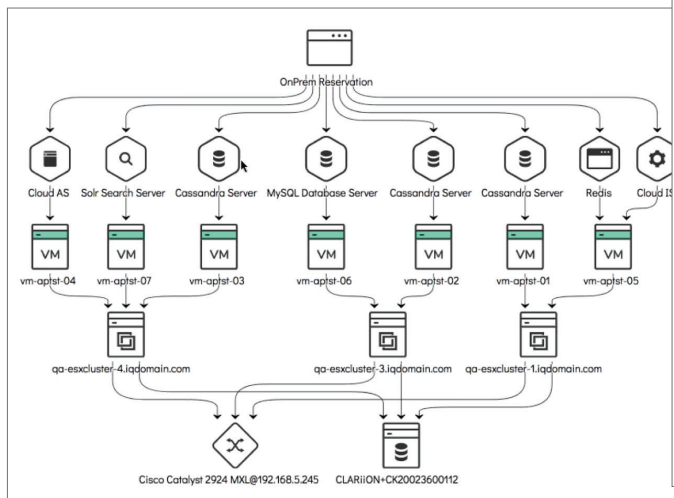 OnPrem Reservation
Cloud AS Solr Search Server Cassandra Server MySQL Database Server Cassandra Server Cassandra Server Redis Cloud IS
VM VM VM VM VM VM VM
vm-aptst-04 vm-aptst-07 vm-aptst-03 vm-aptst-06 vm-aptst-02 vm-aptst-01 vm-aptst-05
qa-esxcluster-4.iqdomain.com qa-esxcluster-3.iqdomain.com qa-esxcluster-1.iqdomain.com
Cisco Catalyst 2924 MXL@192.168.5.245 CLARiiON+CK20023600112